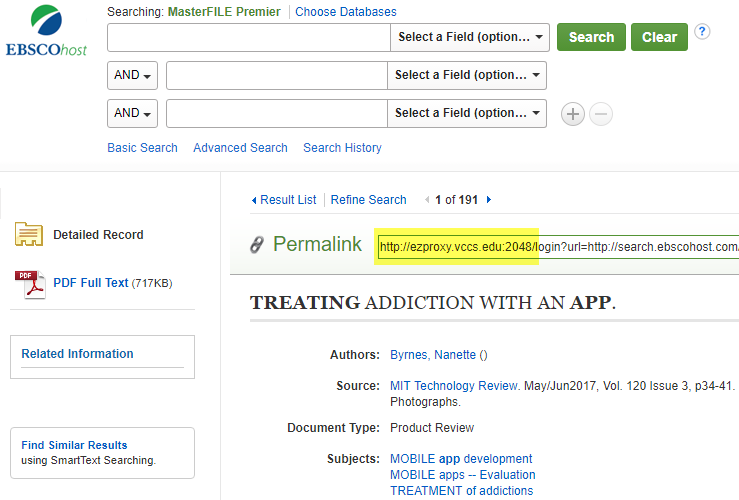 Searching: MasterFILE Premier Choose Databases
EBSCOhost
Select a Field (option... Search Clear ?
AND Select a Field (option...
AND Select a Field (option...
Basic Search Advanced Search Search History
Result List Refine Search 1 of 191
Detailed Record
Permalink http://ezproxy.vccs.edu:2048/login?url=http://search.ebscohost.com/
PDF
PDF Full Text (717KB)
TREATING ADDICTION WITH AN APP.
Related Information
Authors: Byrnes, Nanette ()
Source: MIT Technology Review. May/Jun2017, Vol. 120 Issue 3, p34-41.
Photographs.
Document Type: Product Review
Find Similar Results
using SmartText Searching.
Subjects: MOBILE app development
MOBILE apps -- Evaluation
TREATMENT of addictions